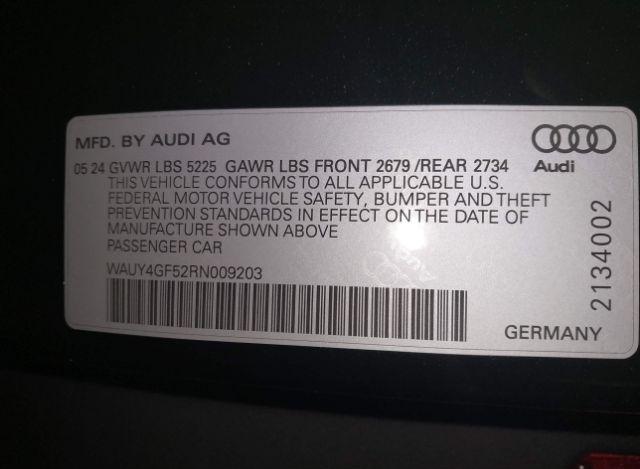 MFD. BY AUDI AG
Audi
05 24 GVWR LBS 5225 GAWR LBS FRONT 2679 /REAR 2734
THIS VEHICLE CONFORMS TO ALL APPLICABLE U.S.
FEDERAL MOTOR VEHICLE SAFETY, BUMPER AND THEFT
PREVENTION STANDARDS IN EFFECT ON THE DATE OF
MANUFACTURE SHOWN ABOVE
PASSENGER CAR
WAUY4GF52RN009203
2134002
GERMANY